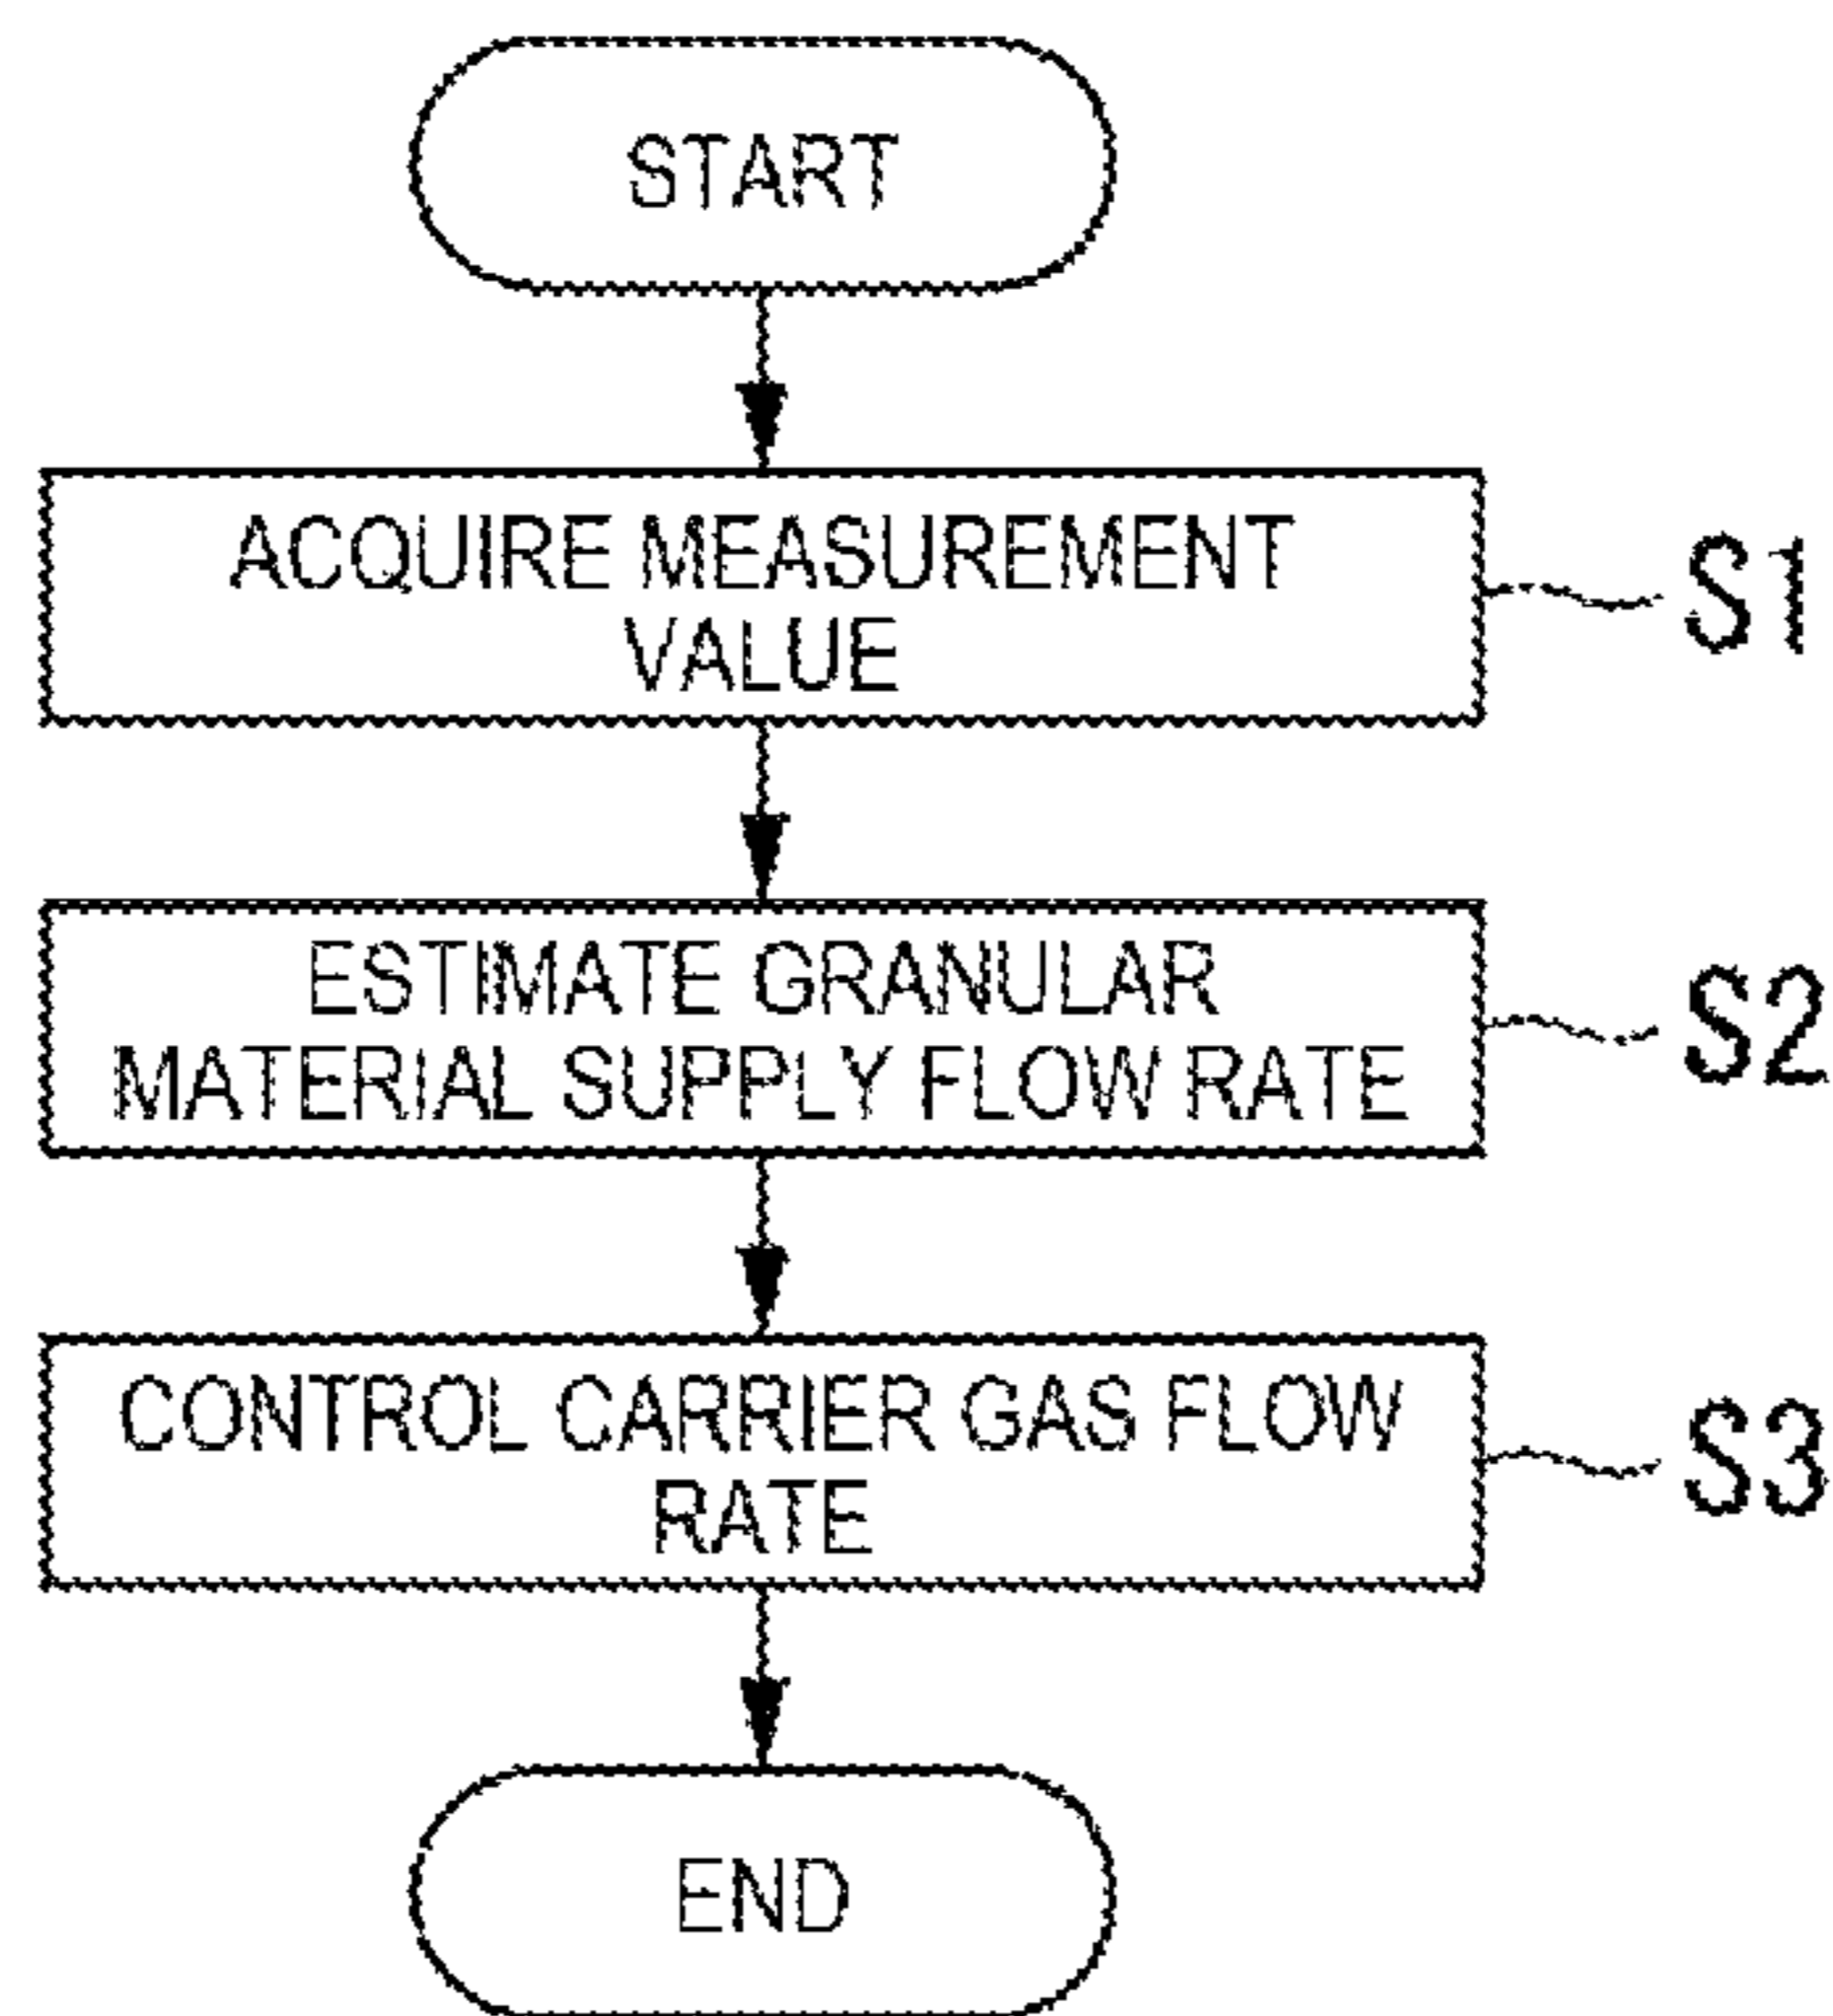 START
ACQUIRE MEASUREMENT
VALUE
S1
ESTIMATE GRANULAR
MATERIAL SUPPLY FLOW RATE
S2
CONTROL CARRIER GAS FLOW
RATE
S3
END